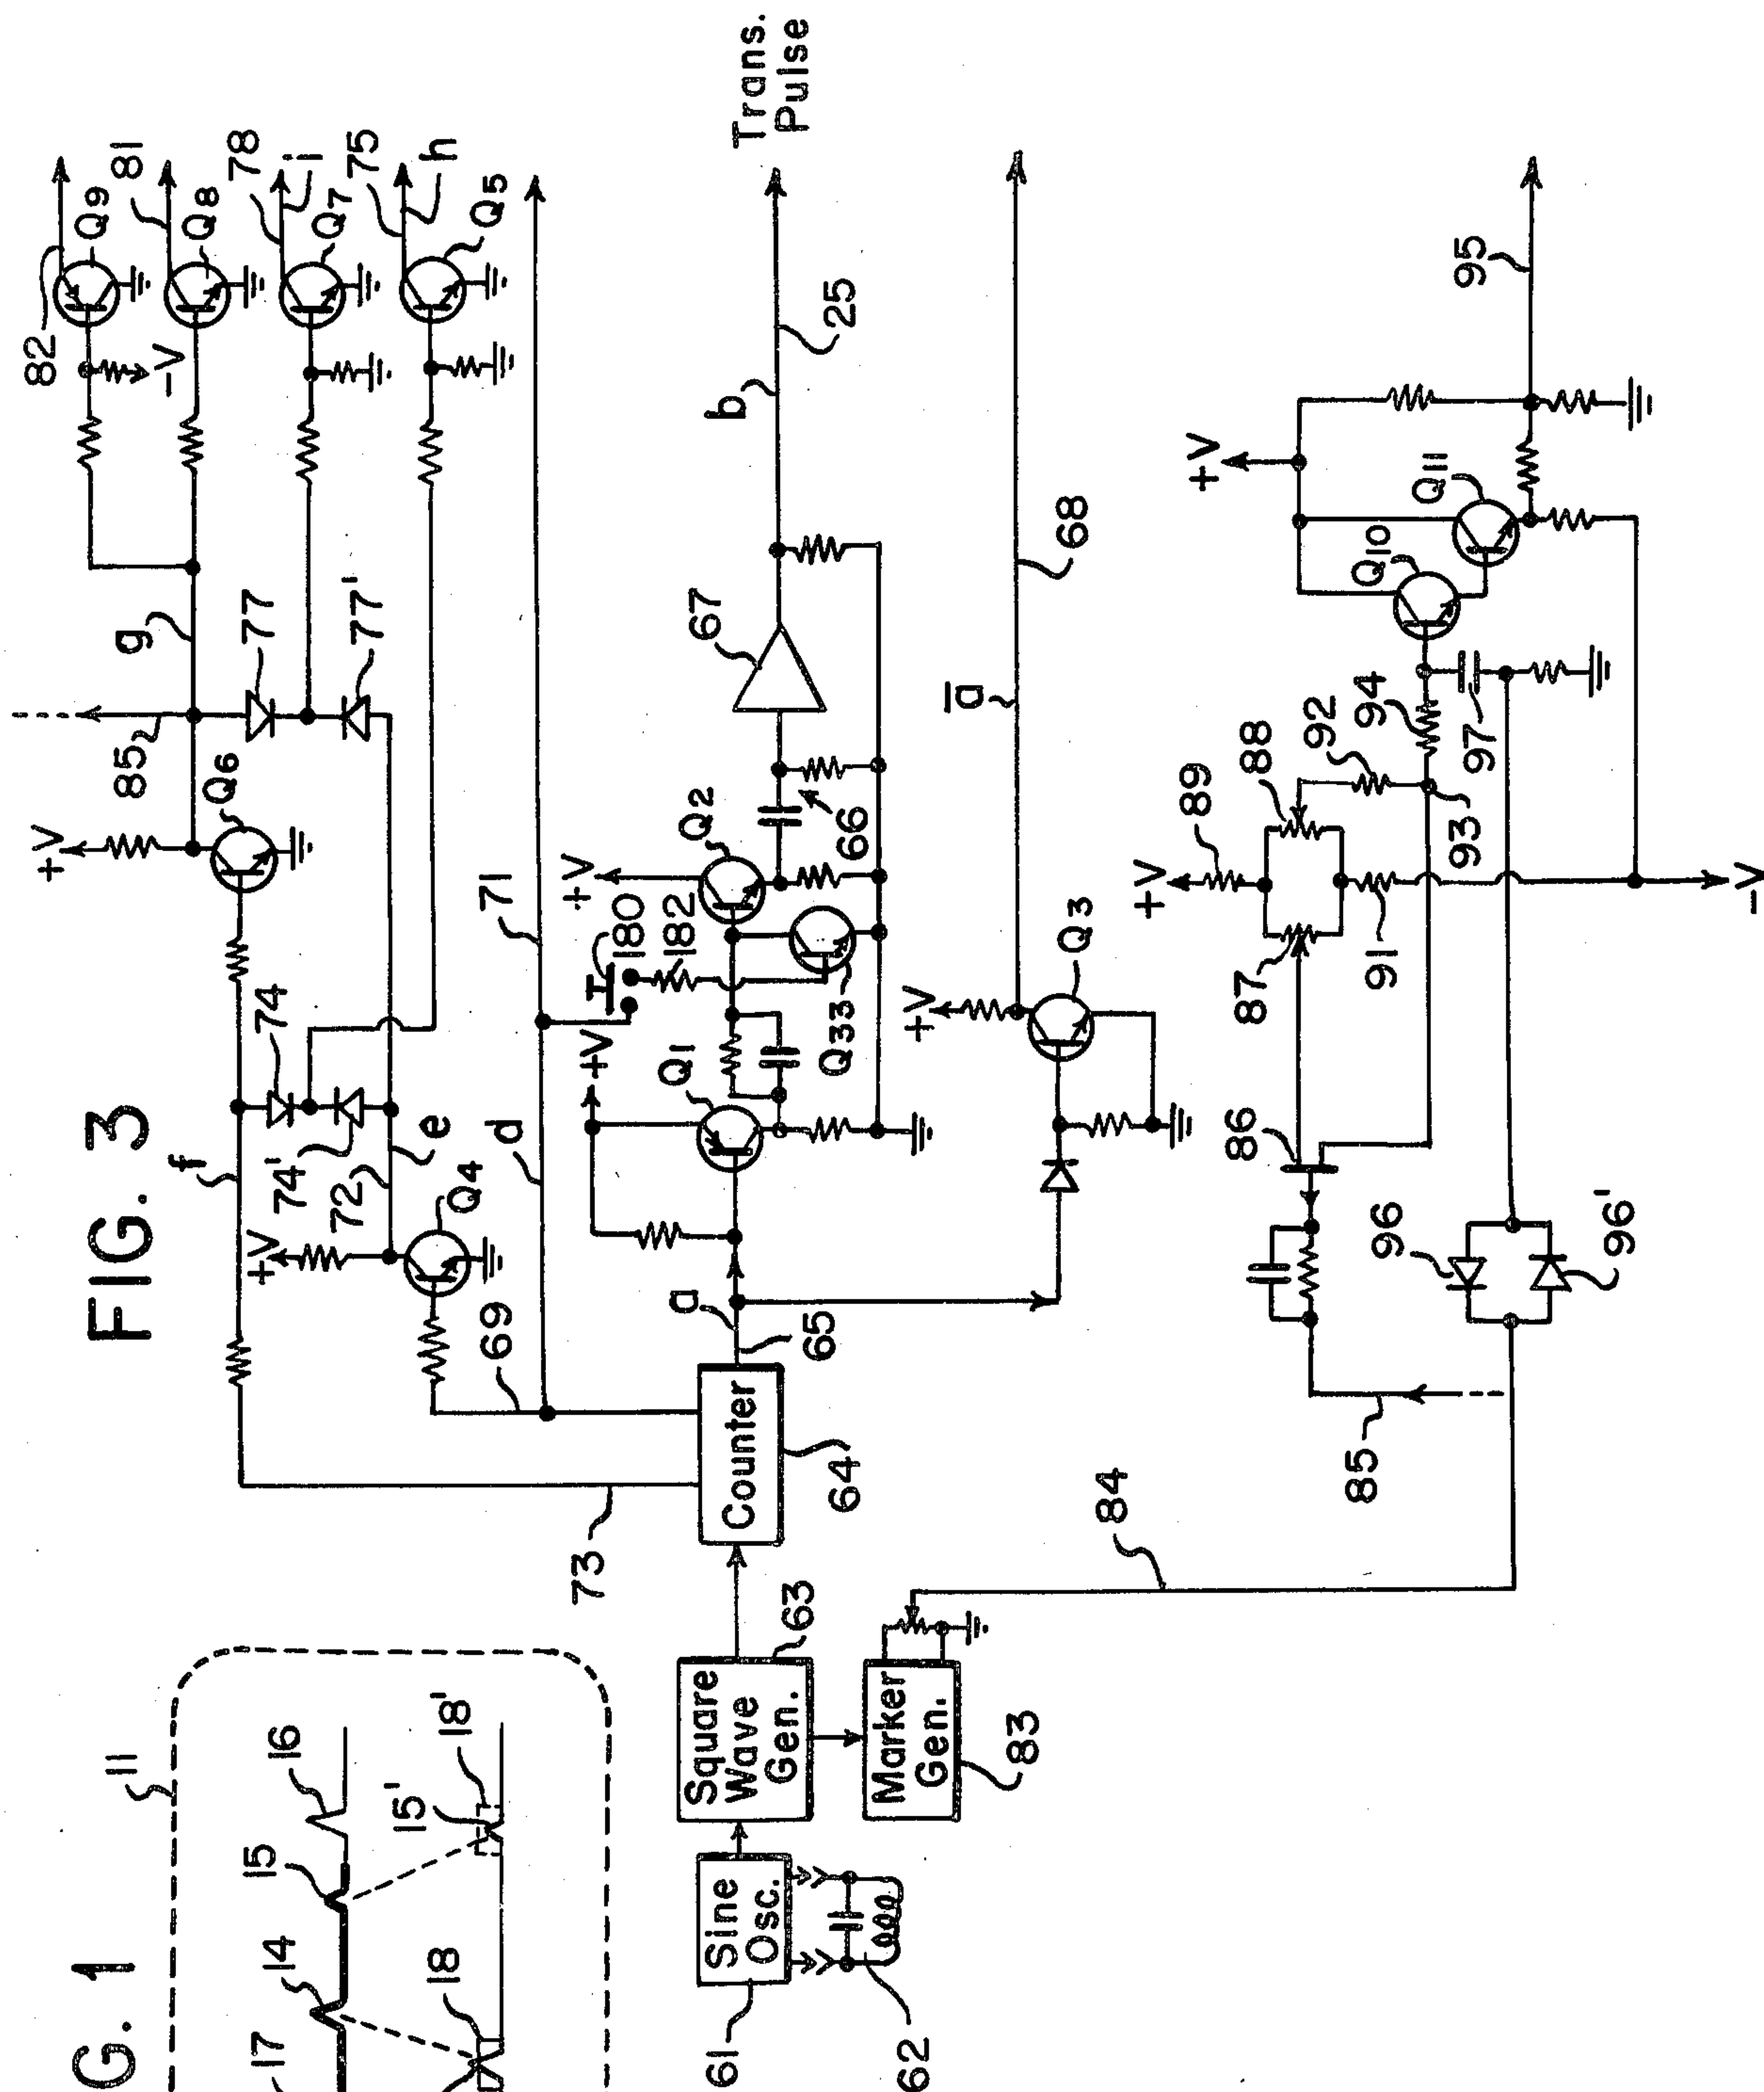 FIG. 3
82
Q9
81
Q8
78
i
Q7
75
h
Q5
-V
g
77
77'
85
+V
Q6
74
74'
f
72
e
+V
Q4
69
73
71
d
Trans.
Pulse
b
25
67
66
Q2
+V
180
182
Q33
+V
Q1
a
65
Counter
64
a
68
Q3
+V
63
Square
Wave
Gen.
Marker
Gen.
83
Sine
Osc.
61
62
84
85
86
87
88
89
+V
91
92
93
94
97
-V
96
96'
Q10
Q11
+V
95
G. 1
11
16
15
14
17
18
15'
18'